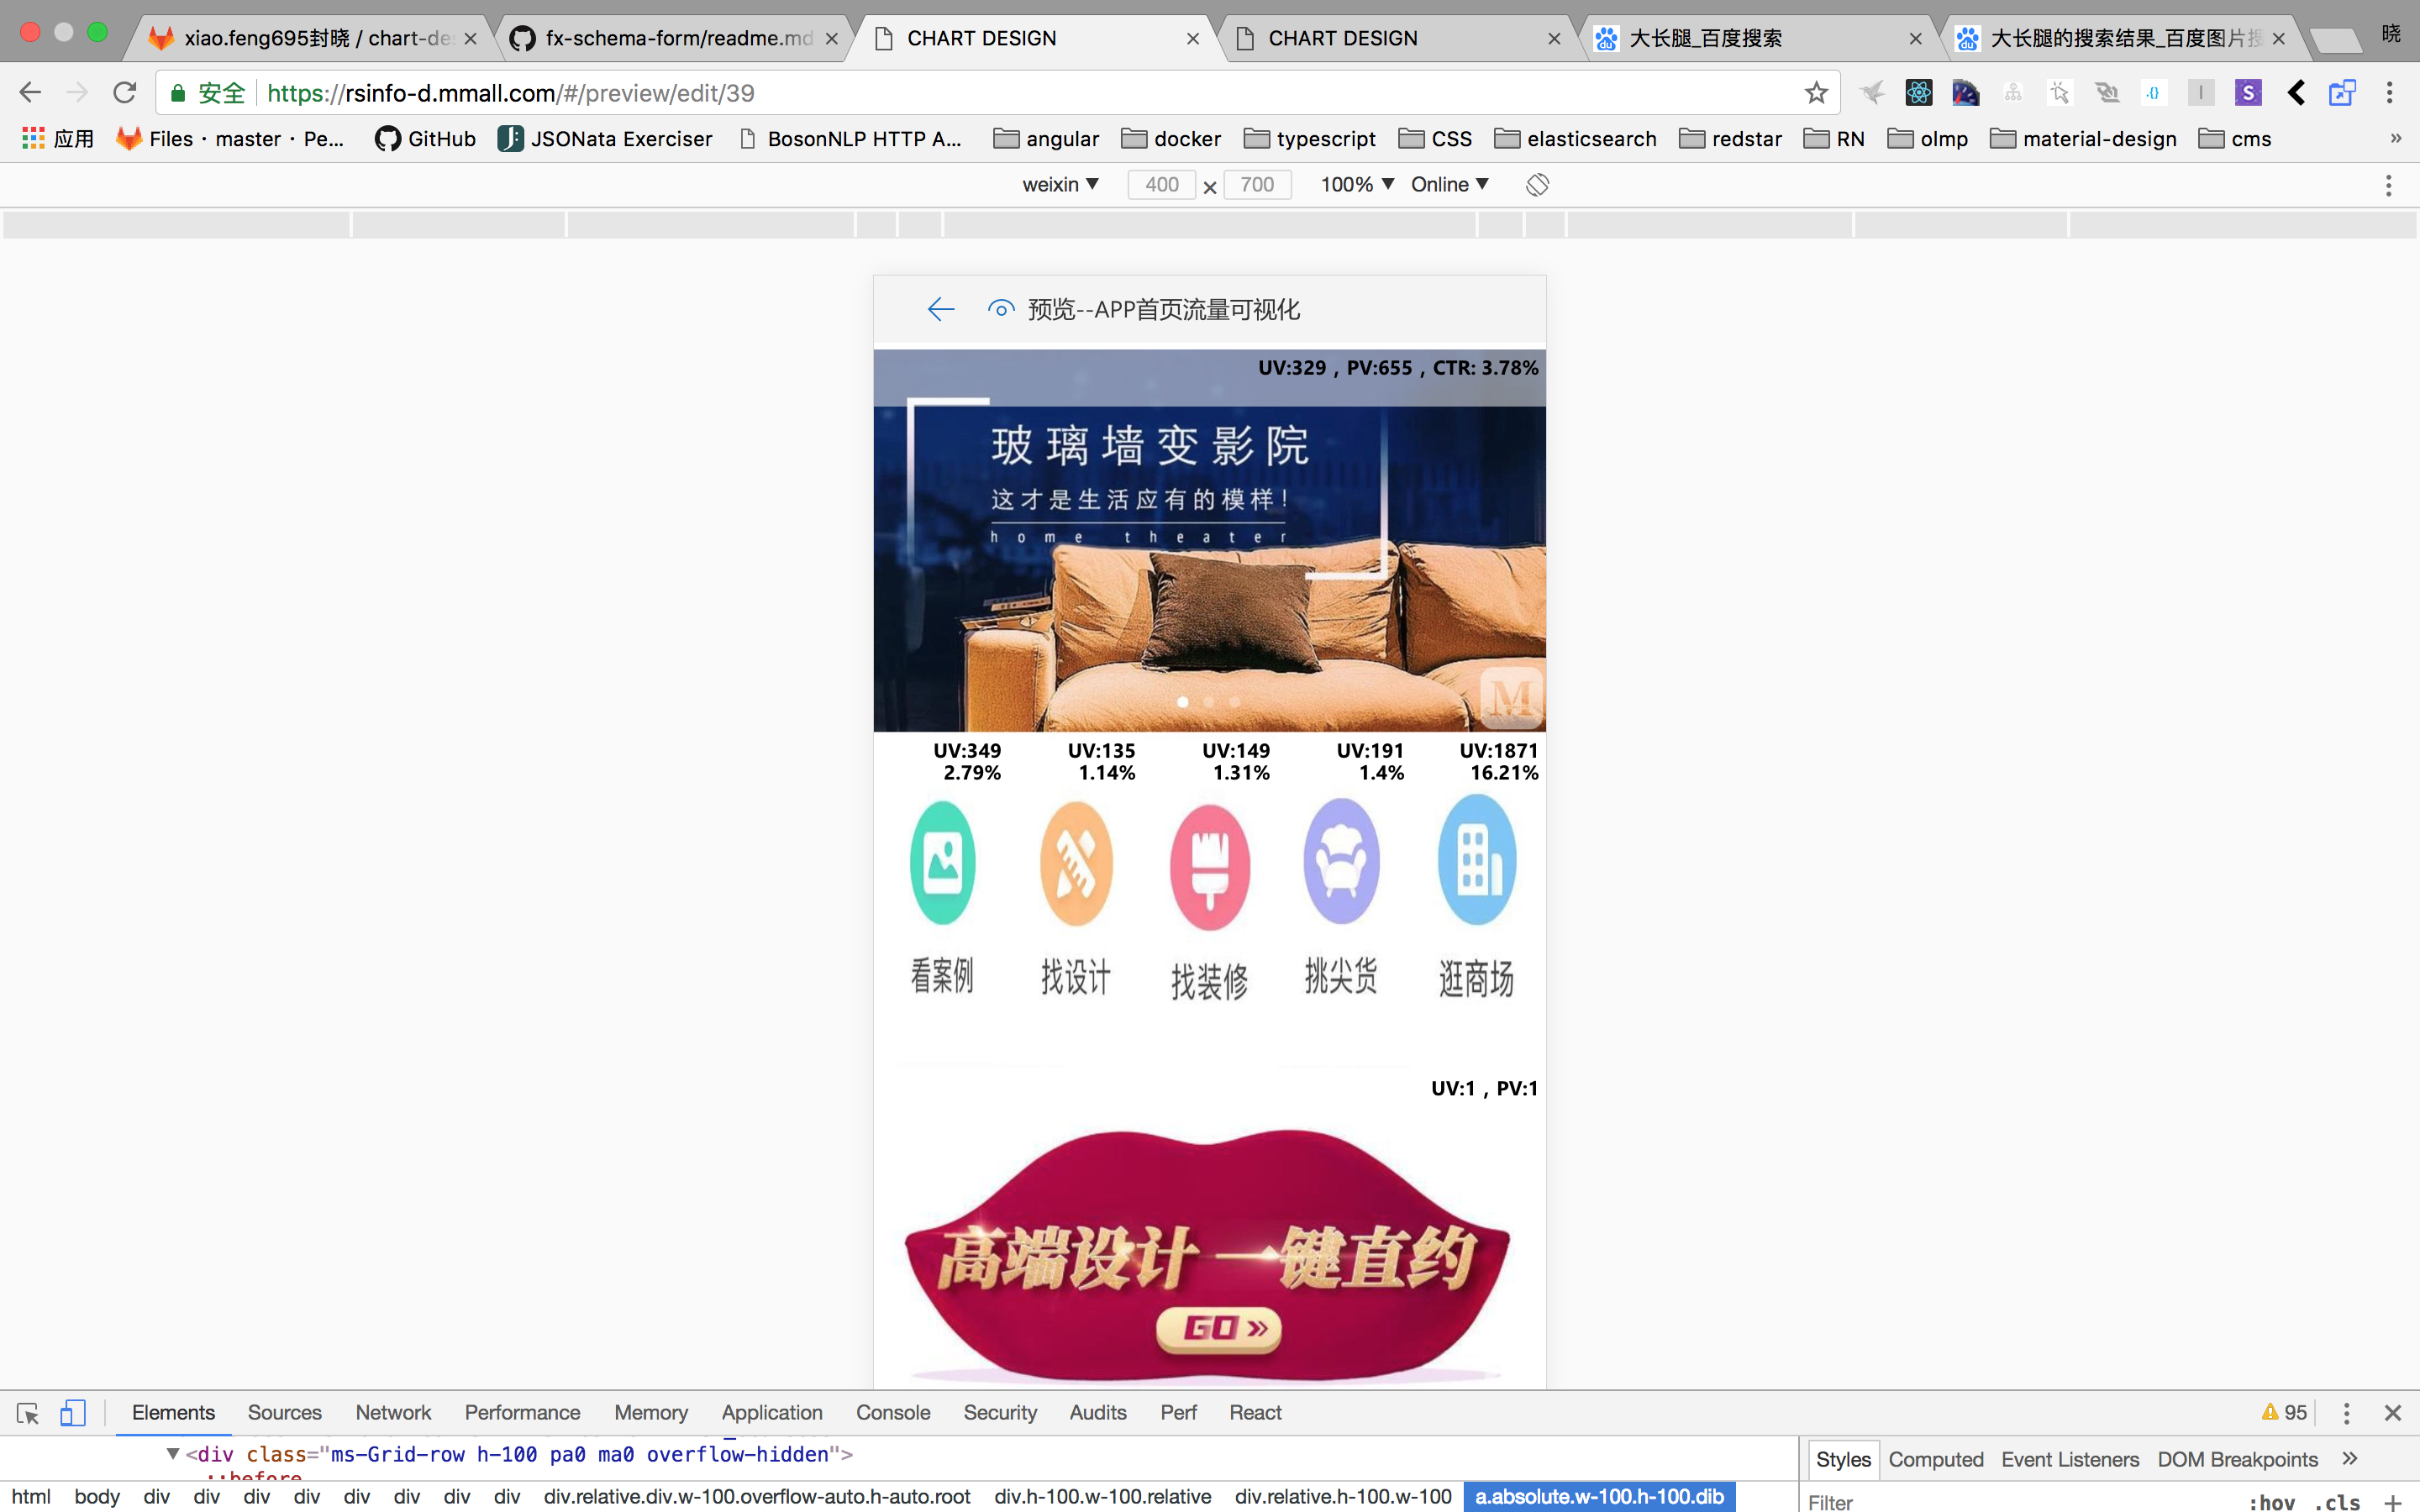 xiao.feng695封晓 / chart-des
fx-schema-form/readme.md
CHART DESIGN
CHART DESIGN
大长腿_百度搜索
大长腿的搜索结果_百度图片搜
晓
安全
https://rsinfo-d.mmall.com/#/preview/edit/39
应用
Files · master · Pe...
GitHub
JSONata Exerciser
BosonNLP HTTP A...
angular
docker
typescript
CSS
elasticsearch
redstar
RN
olmp
material-design
cms
»
weixin
400 × 700
100%
Online
预览--APP首页流量可视化
UV:329，PV:655，CTR: 3.78%
玻璃墙变影院
这才是生活应有的模样!
home theater
M
UV:349 UV:135 UV:149 UV:191 UV:1871
2.79% 1.14% 1.31% 1.4% 16.21%
看案例 找设计 找装修 挑尖货 逛商场
UV:1，PV:1
高端设计 一键直约
GO »
Elements Sources Network Performance Memory Application Console Security Audits Perf React
95
<div class="ms-Grid-row h-100 pa0 ma0 overflow-hidden">
::before
Styles Computed Event Listeners DOM Breakpoints »
html body div div div div div div div div div.relative.div.w-100.overflow-auto.h-auto.root div.h-100.w-100.relative div.relative.h-100.w-100 a.absolute.w-100.h-100.dib
Filter
:hov .cls +